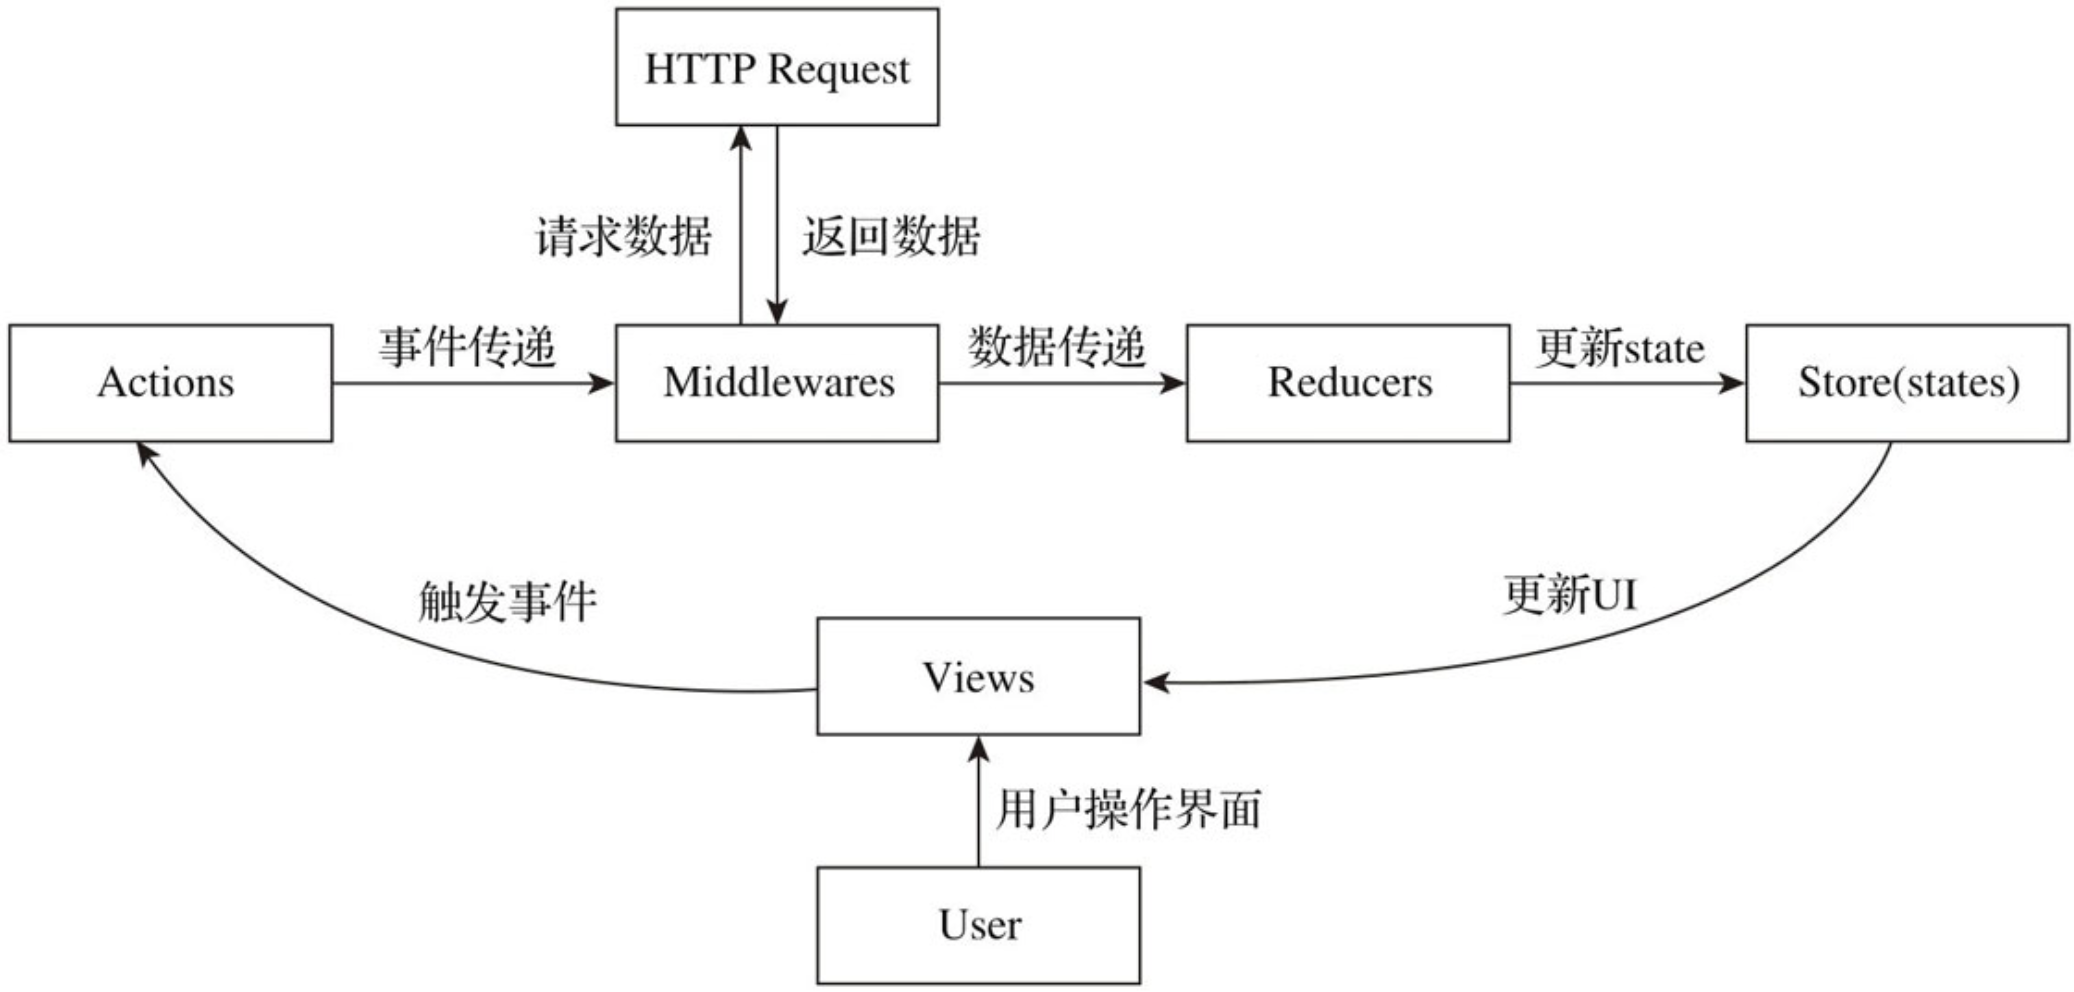 HTTP Request
请求数据
返回数据
Actions
事件传递
Middlewares
数据传递
Reducers
更新state
Store(states)
触发事件
更新UI
Views
用户操作界面
User